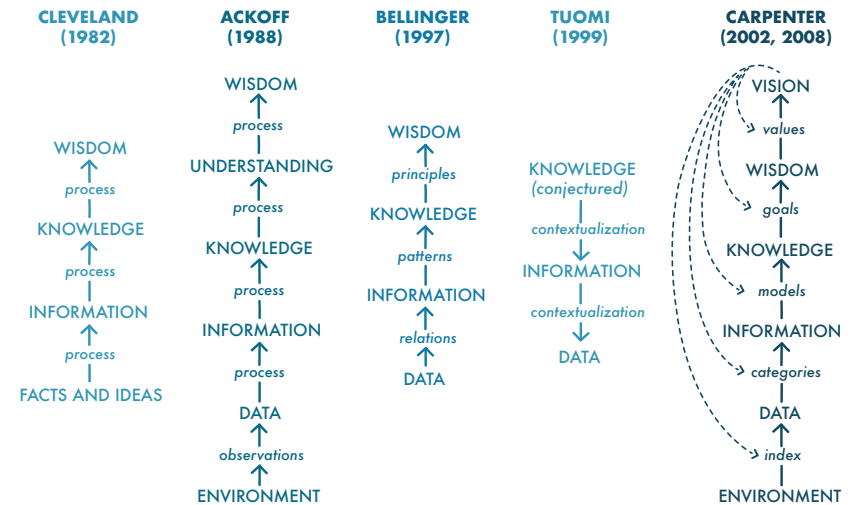 CLEVELAND
(1982)
WISDOM
process
KNOWLEDGE
process
INFORMATION
process
FACTS AND IDEAS
ACKOFF
(1988)
WISDOM
process
UNDERSTANDING
process
KNOWLEDGE
process
INFORMATION
process
DATA
observations
ENVIRONMENT
BELLINGER
(1997)
WISDOM
principles
KNOWLEDGE
patterns
INFORMATION
relations
DATA
TUOMI
(1999)
KNOWLEDGE
(conjectured)
contextualization
INFORMATION
contextualization
DATA
CARPENTER
(2002, 2008)
VISION
values
WISDOM
goals
KNOWLEDGE
models
INFORMATION
categories
DATA
index
ENVIRONMENT